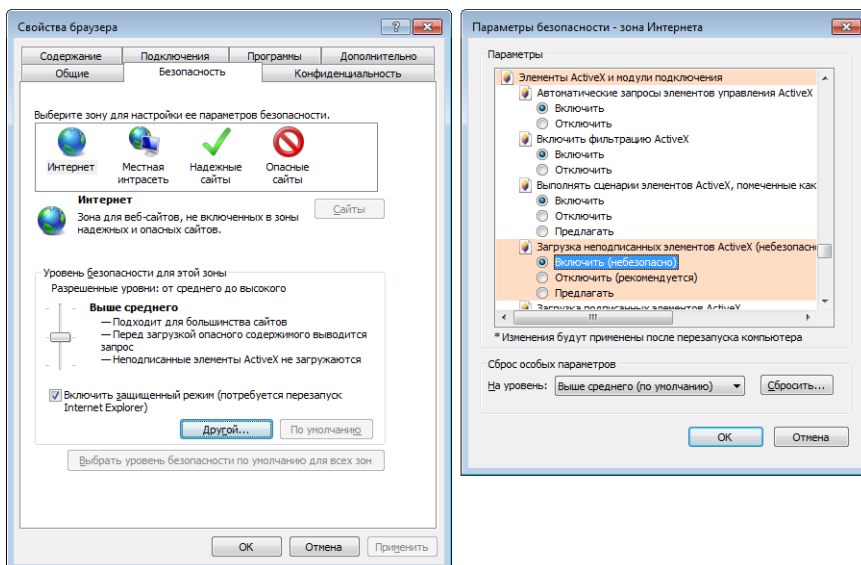 Свойства браузера
Содержание Подключения Программы Дополнительно
Общие Безопасность Конфиденциальность
Выберите зону для настройки ее параметров безопасности.
Интернет Местная интрасеть Надежные сайты Опасные сайты
Интернет
Сайты
Зона для веб-сайтов, не включенных в зоны
надежных и опасных сайтов.
Уровень безопасности для этой зоны
Разрешенные уровни: от среднего до высокого
Выше среднего
— Подходит для большинства сайтов
— Перед загрузкой опасного содержимого выводится
запрос
— Неподписанные элементы ActiveX не загружаются
Включить защищенный режим (потребуется перезапуск
Internet Explorer)
Другой... По умолчанию
Выбрать уровень безопасности по умолчанию для всех зон
ОК Отмена Применить
Параметры безопасности - зона Интернета
Параметры
Элементы ActiveX и модули подключения
Автоматические запросы элементов управления ActiveX
Включить
Отключить
Включить фильтрацию ActiveX
Включить
Отключить
Выполнять сценарии элементов ActiveX, помеченные как
Включить
Отключить
Предлагать
Загрузка неподписанных элементов ActiveX (небезопасн
Включить (небезопасно)
Отключить (рекомендуется)
Предлагать
Загрузка подписанных элементов ActiveX
* Изменения будут применены после перезапуска компьютера
Сброс особых параметров
На уровень: Выше среднего (по умолчанию) Сбросить...
ОК Отмена